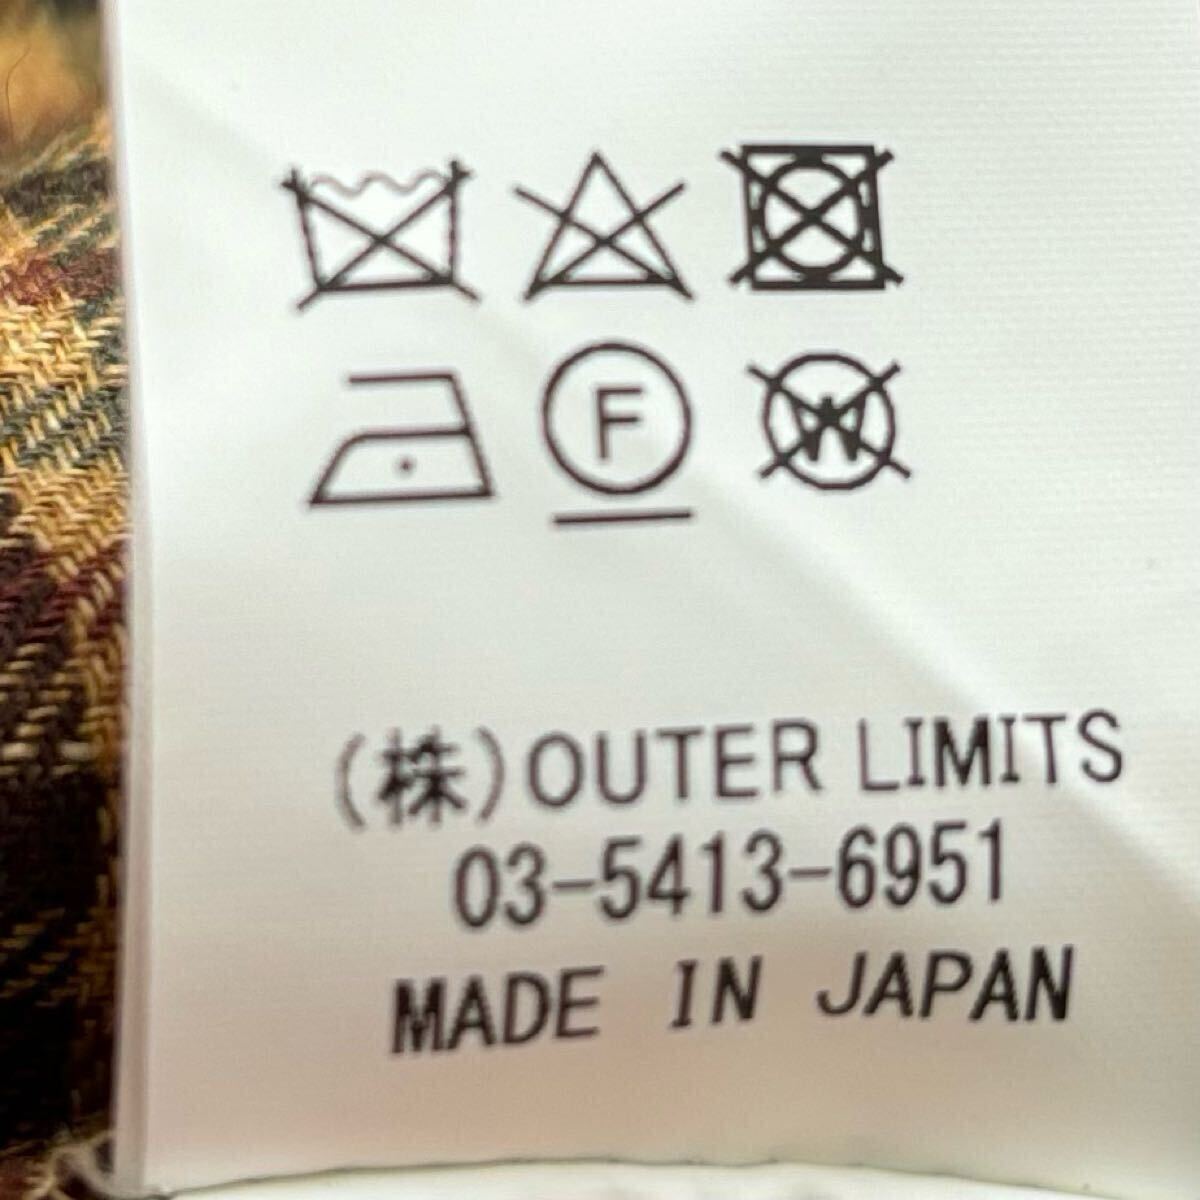 F W
(株)OUTER LIMITS
03-5413-6951
MADE IN JAPAN